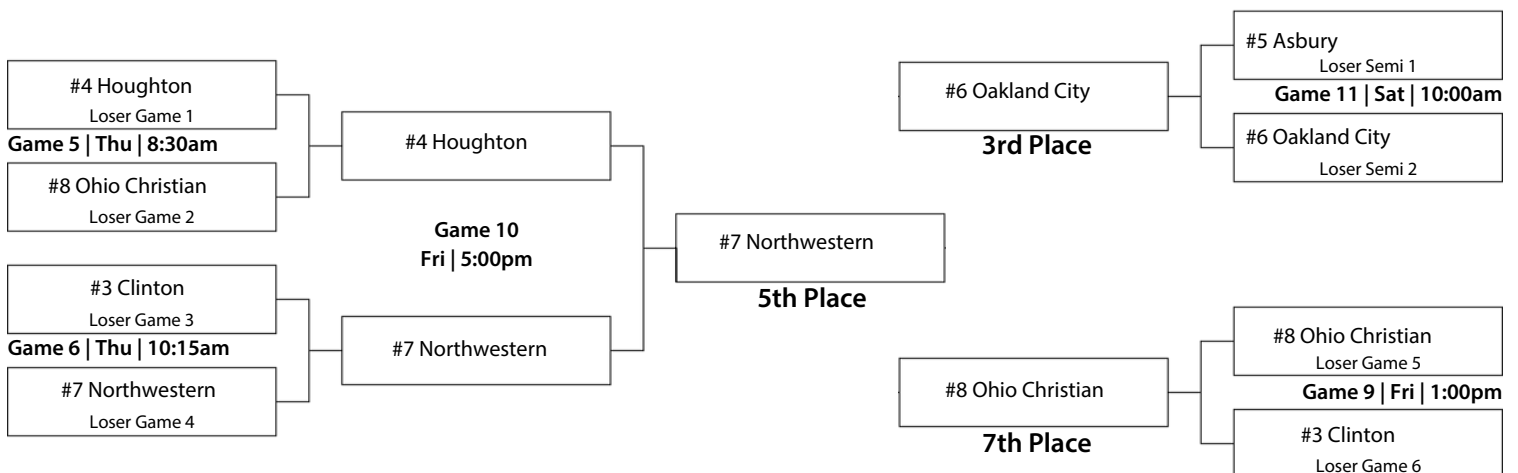 #4 Houghton
Loser Game 1
Game 5 | Thu | 8:30am
#8 Ohio Christian
Loser Game 2
#4 Houghton
Game 10
Fri | 5:00pm
#3 Clinton
Loser Game 3
Game 6 | Thu | 10:15am
#7 Northwestern
Loser Game 4
#7 Northwestern
#7 Northwestern
5th Place
#6 Oakland City
3rd Place
#5 Asbury
Loser Semi 1
Game 11 | Sat | 10:00am
#6 Oakland City
Loser Semi 2
#8 Ohio Christian
7th Place
#8 Ohio Christian
Loser Game 5
Game 9 | Fri | 1:00pm
#3 Clinton
Loser Game 6